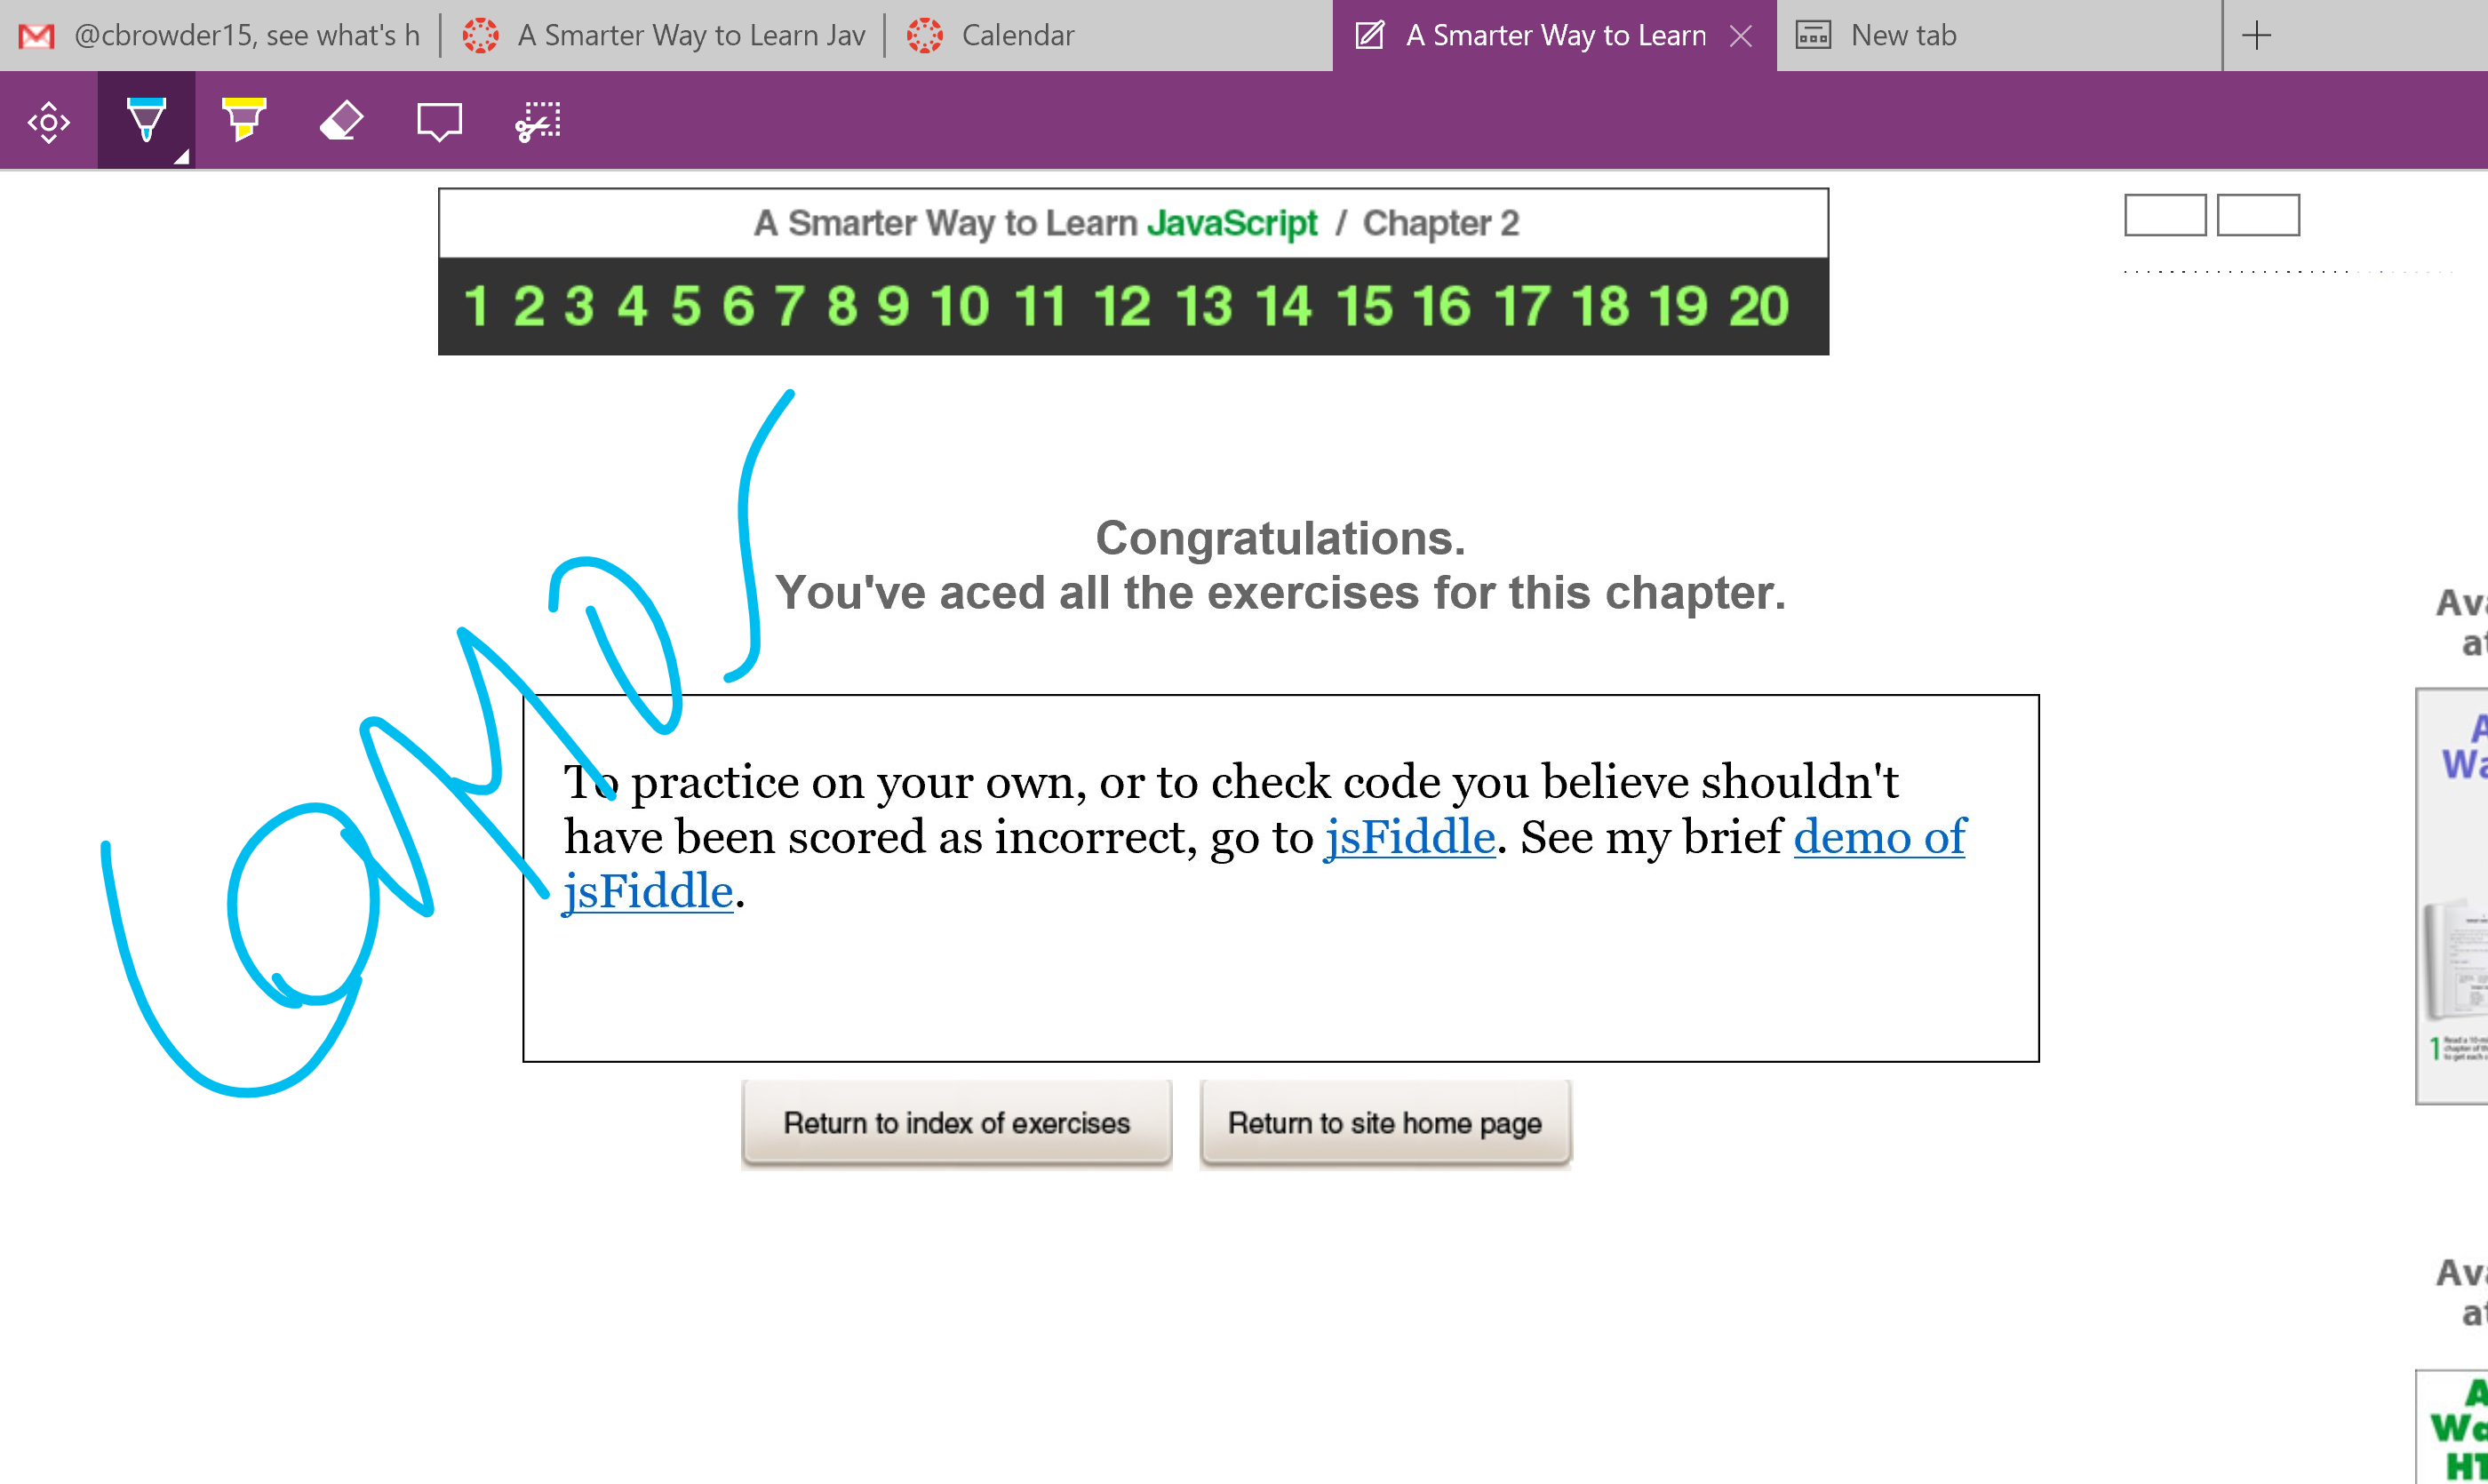 @cbrowder15, see what's h
A Smarter Way to Learn Jav
Calendar
A Smarter Way to Learn
New tab
A Smarter Way to Learn JavaScript / Chapter 2
1 2 3 4 5 6 7 8 9 10 11 12 13 14 15 16 17 18 19 20
Congratulations.
You've aced all the exercises for this chapter.
To practice on your own, or to check code you believe shouldn't
have been scored as incorrect, go to jsFiddle. See my brief demo of
jsFiddle.
Return to index of exercises
Return to site home page
Ava
at
A
Wa
1
Ava
at
A
Wa
HT